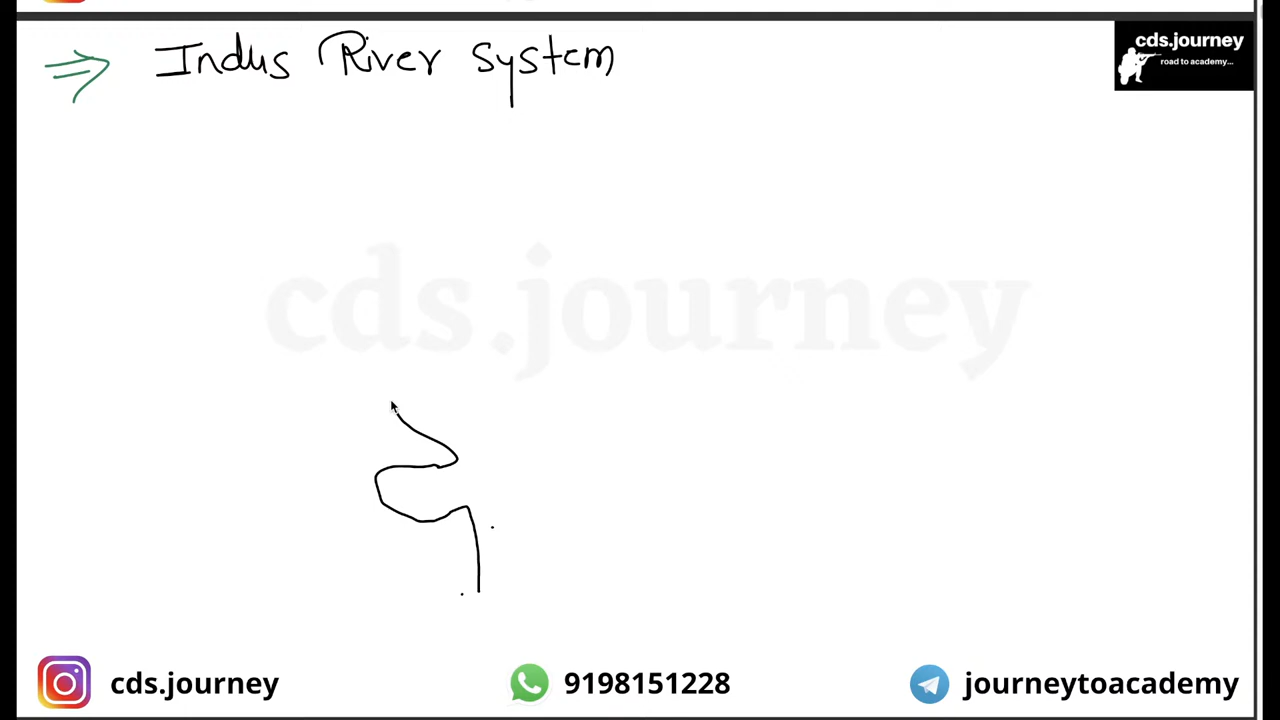 Indus River System
cds.journey
road to academy...
cds.journey
cds.journey
9198151228
journeytoacademy